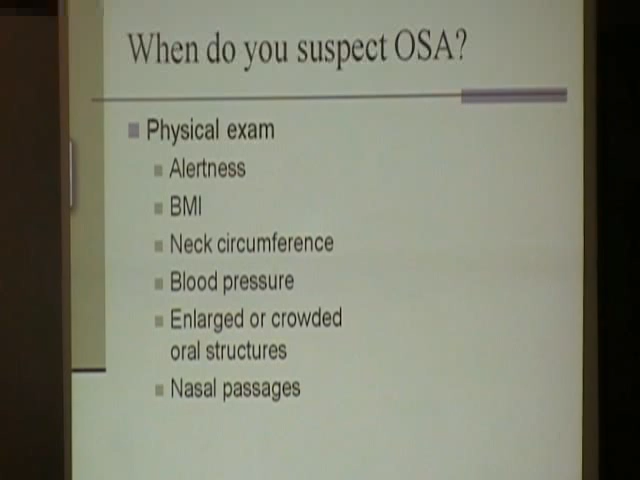 When do you suspect OSA?
Physical exam
Alertness
BMI
Neck circumference
Blood pressure
Enlarged or crowded
oral structures
Nasal passages